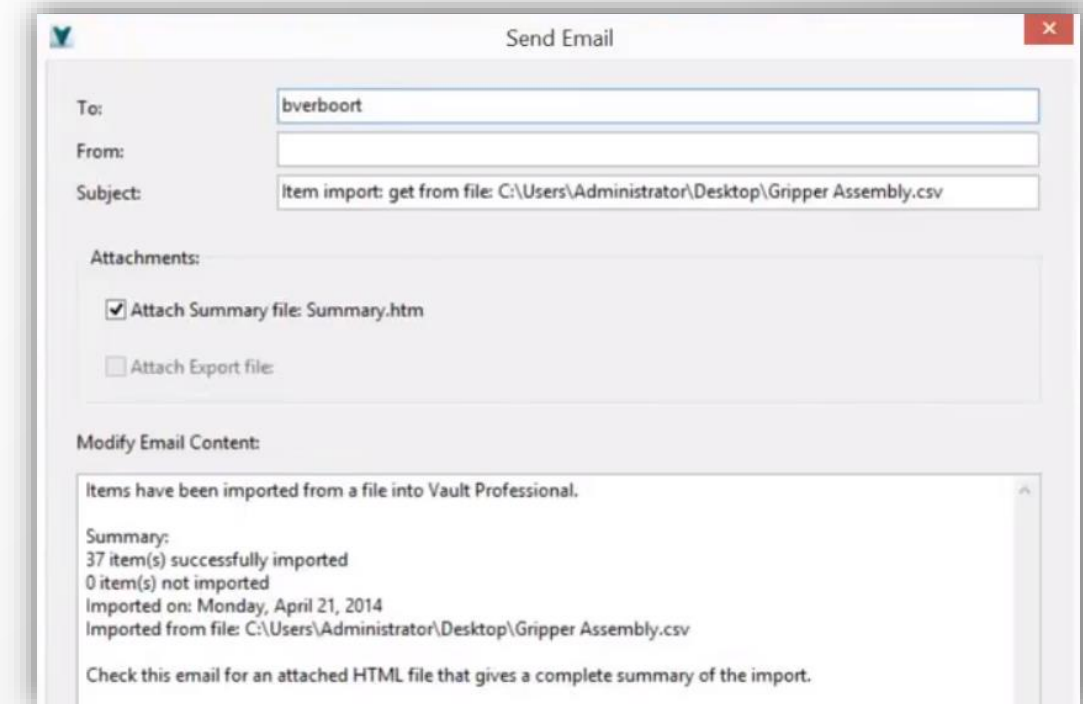 Send Email
To: bverboort
From:
Subject: Item import: get from file: C:\Users\Administrator\Desktop\Gripper Assembly.csv
Attachments:
Attach Summary file: Summary.htm
Attach Export file:
Modify Email Content:
Items have been imported from a file into Vault Professional.
Summary:
37 item(s) successfully imported
0 item(s) not imported
Imported on: Monday, April 21, 2014
Imported from file: C:\Users\Administrator\Desktop\Gripper Assembly.csv
Check this email for an attached HTML file that gives a complete summary of the import.